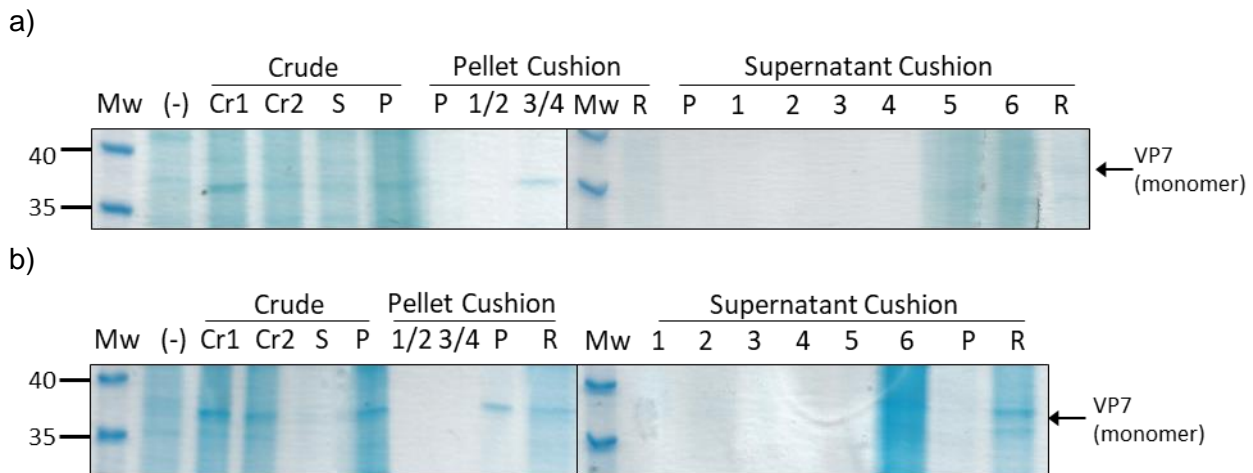 a)
Crude Pellet Cushion Supernatant Cushion
Mw (-) Cr1 Cr2 S P P 1/2 3/4 Mw R P 1 2 3 4 5 6 R
40
35
VP7
(monomer)
b)
Crude Pellet Cushion Supernatant Cushion
Mw (-) Cr1 Cr2 S P 1/2 3/4 P R Mw 1 2 3 4 5 6 P R
40
35
VP7
(monomer)